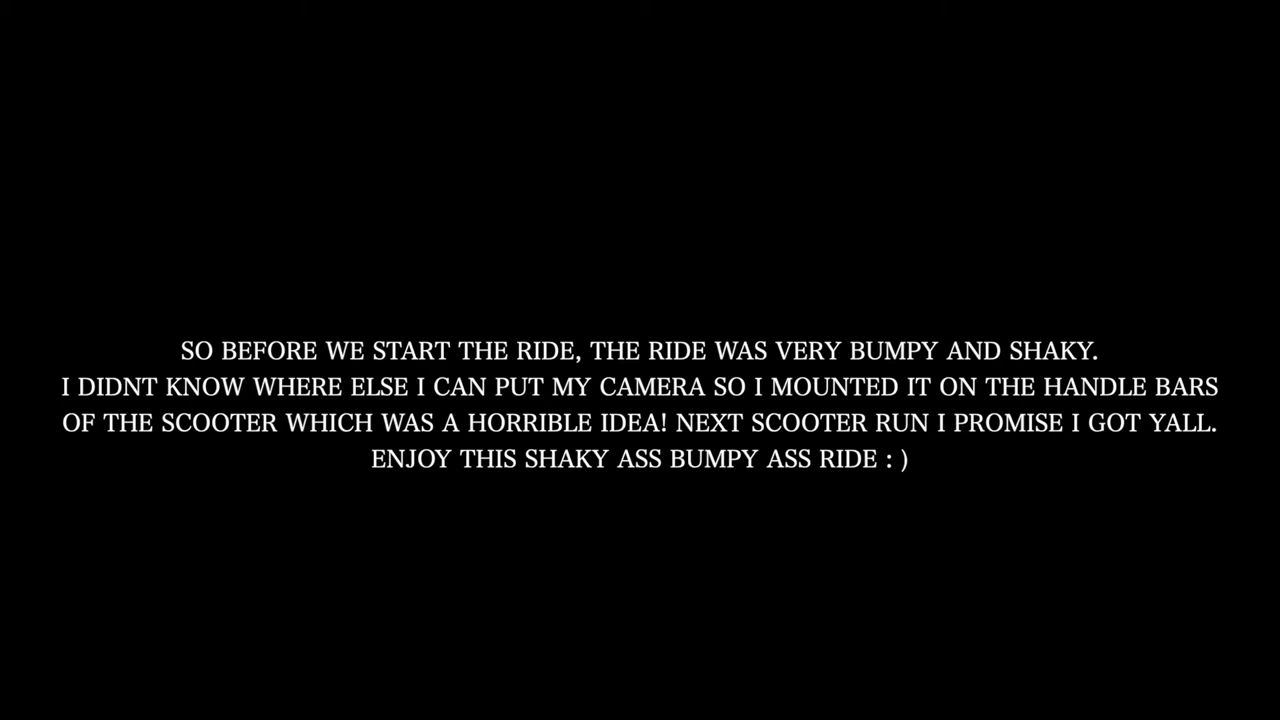 SO BEFORE WE START THE RIDE, THE RIDE WAS VERY BUMPY AND SHAKY.
I DIDNT KNOW WHERE ELSE I CAN PUT MY CAMERA SO I MOUNTED IT ON THE HANDLE BARS
OF THE SCOOTER WHICH WAS A HORRIBLE IDEA! NEXT SCOOTER RUN I PROMISE I GOT YALL.
ENJOY THIS SHAKY ASS BUMPY ASS RIDE : )